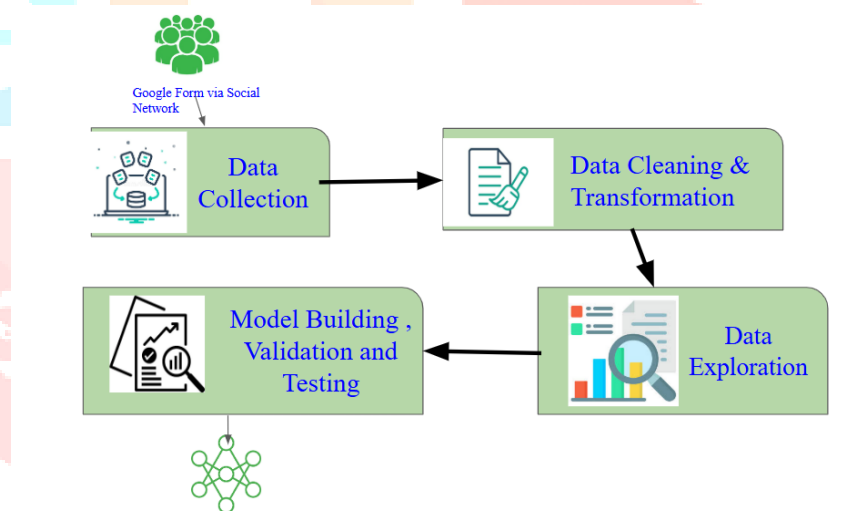 Google Form via Social
Network
Data
Collection
Data Cleaning &
Transformation
Data
Exploration
Model Building ,
Validation and
Testing